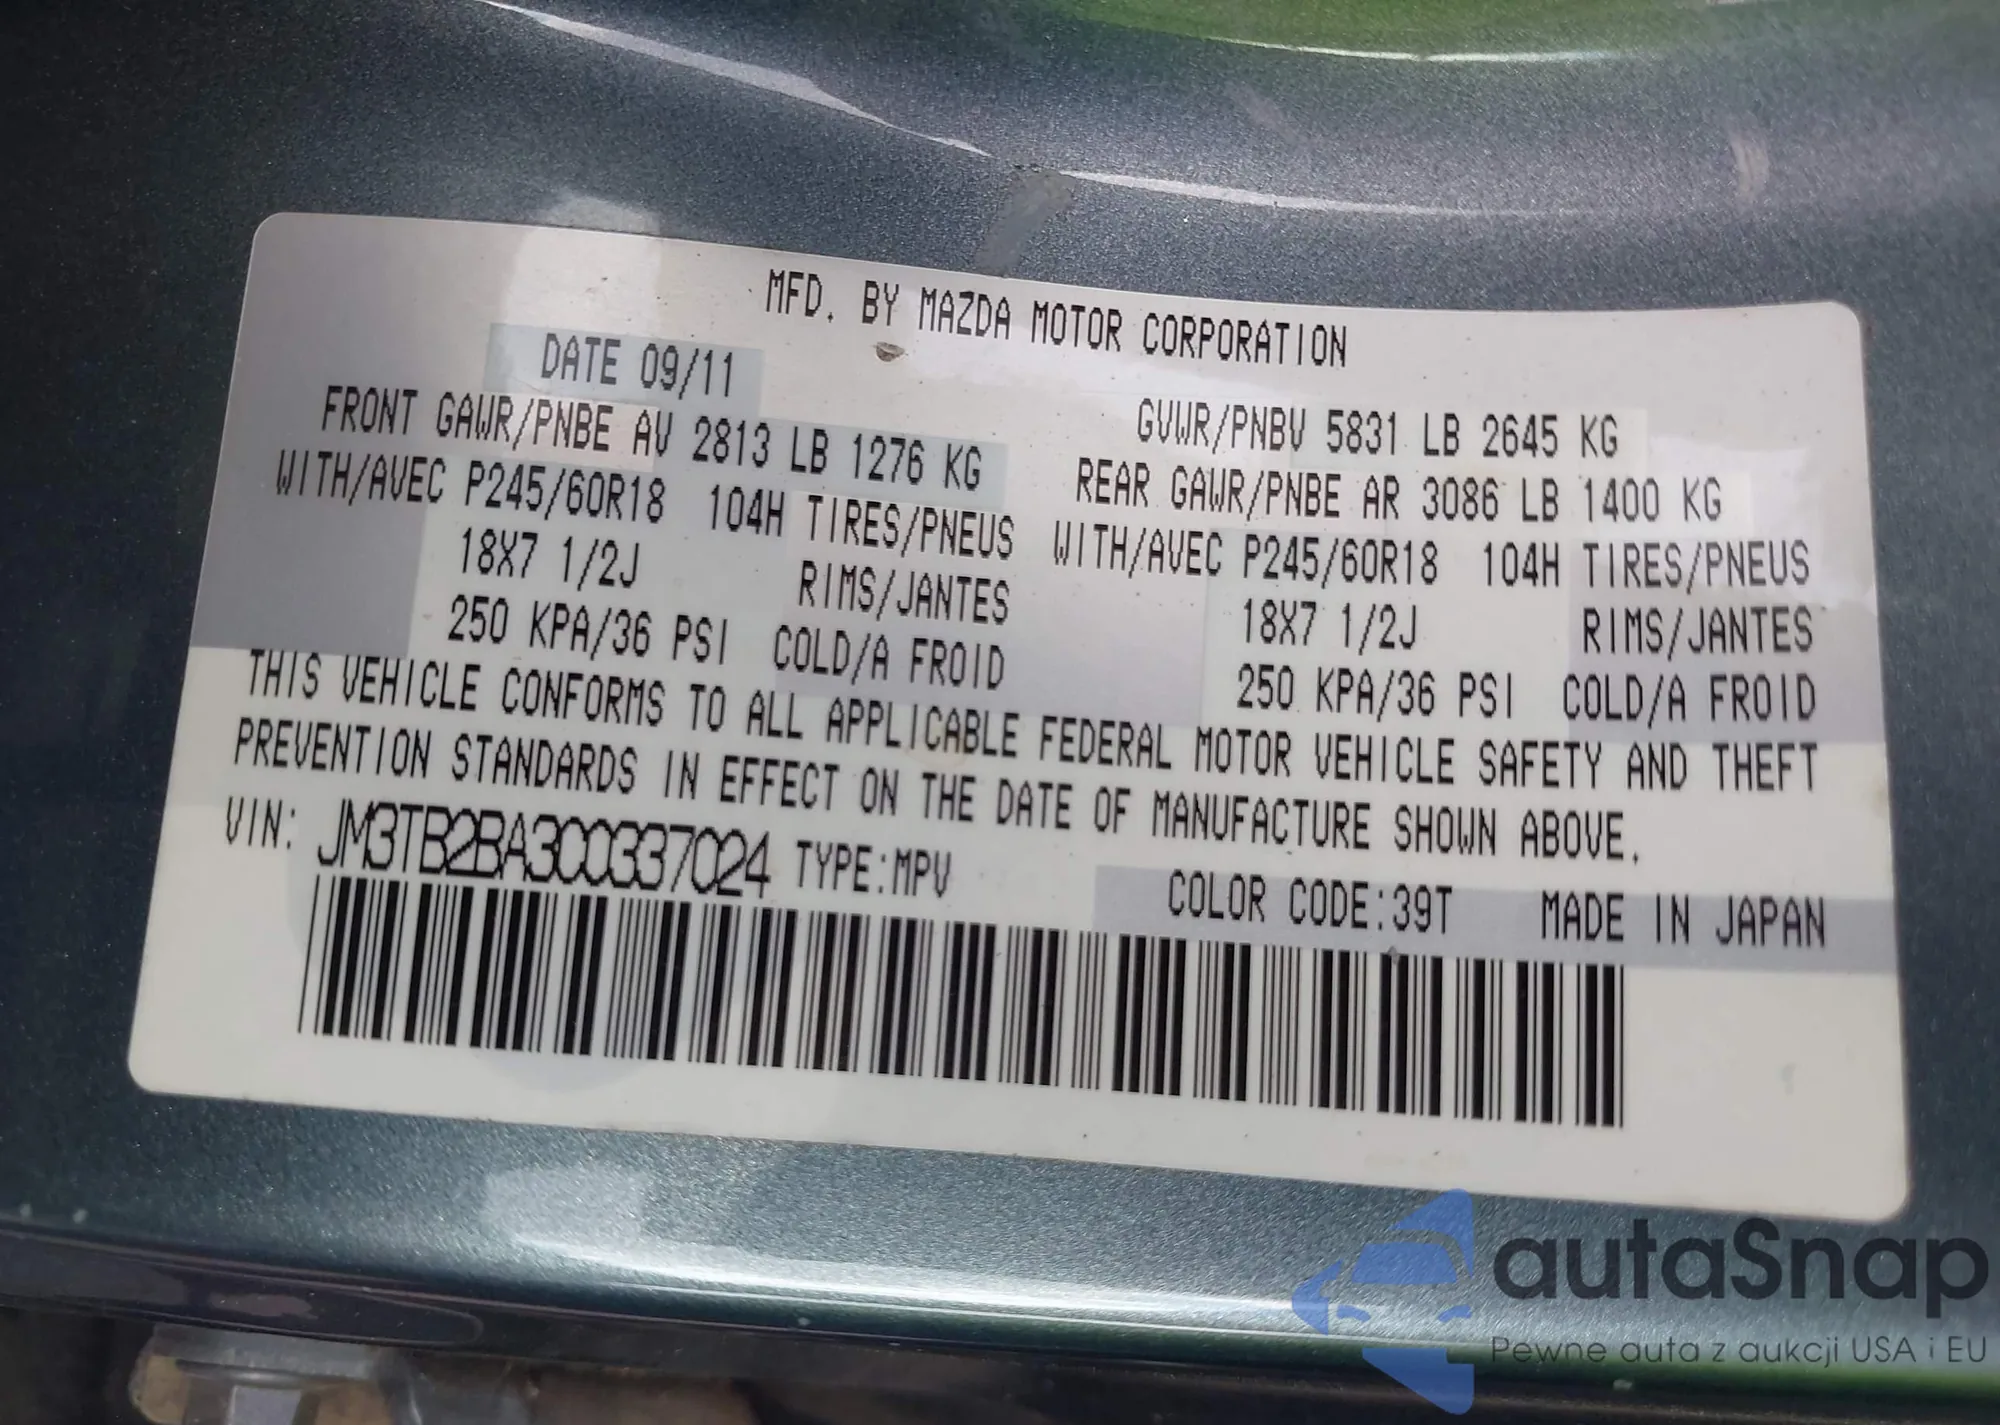 MFD. BY MAZDA MOTOR CORPORATION
DATE 09/11
GVWR/PNBV 5831 LB 2645 KG
FRONT GAWR/PNBE AV 2813 LB 1276 KG
REAR GAWR/PNBE AR 3086 LB 1400 KG
WITH/AVEC P245/60R18 104H TIRES/PNEUS
WITH/AVEC P245/60R18 104H TIRES/PNEUS
18X7 1/2J RIMS/JANTES
18X7 1/2J RIMS/JANTES
250 KPA/36 PSI COLD/A FROID
250 KPA/36 PSI COLD/A FROID
THIS VEHICLE CONFORMS TO ALL APPLICABLE FEDERAL MOTOR VEHICLE SAFETY AND THEFT
PREVENTION STANDARDS IN EFFECT ON THE DATE OF MANUFACTURE SHOWN ABOVE.
VIN: JM3TB2BA3C0337024 TYPE:MPV
COLOR CODE:39T MADE IN JAPAN
autaSnap
Pewne auta z aukcji USA i EU